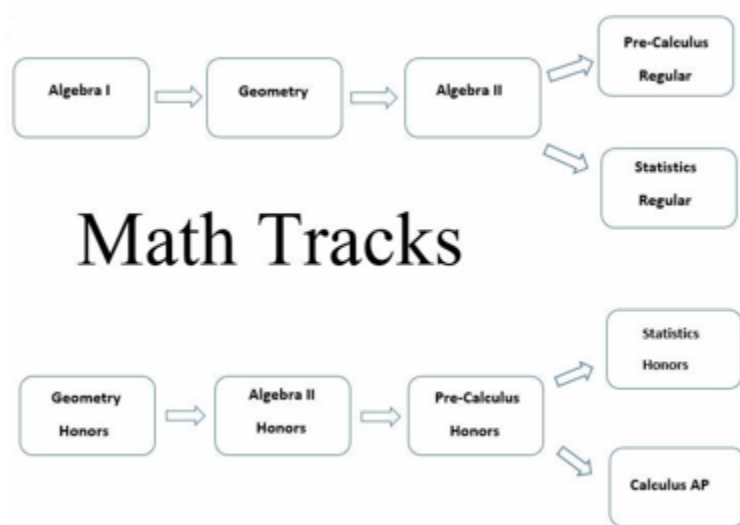 Algebra I
Geometry
Algebra II
Pre-Calculus
Regular
Statistics
Regular
Math Tracks
Geometry
Honors
Algebra II
Honors
Pre-Calculus
Honors
Statistics
Honors
Calculus AP